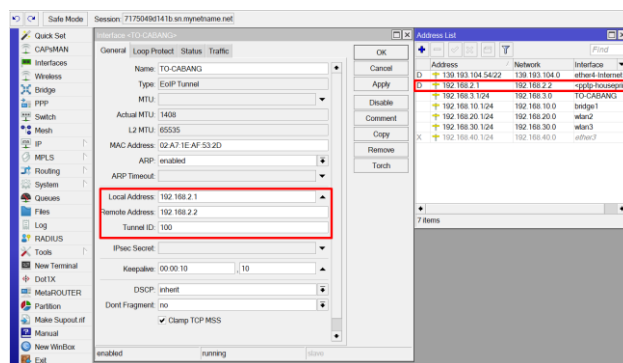 Safe Mode
Session: 7175049d141b.sn.mynetname.net
Quick Set
CAPsMAN
Interfaces
Wireless
Bridge
PPP
Switch
Mesh
IP
MPLS
Routing
System
Queues
Files
Log
RADIUS
Tools
New Terminal
Dot1X
MetaROUTER
Partition
Make Supout.rif
Manual
New WinBox
Exit
Interface <TO-CABANG>
General Loop Protect Status Traffic
Name: TO-CABANG
Type: EoIP Tunnel
MTU:
Actual MTU: 1408
L2 MTU: 65535
MAC Address: 02:A7:1E:AF:53:2D
ARP: enabled
ARP Timeout:
Local Address: 192.168.2.1
Remote Address: 192.168.2.2
Tunnel ID: 100
IPsec Secret:
Keepalive: 00:00:10 , 10
DSCP: inherit
Dont Fragment: no
Clamp TCP MSS
enabled running slave
OK
Cancel
Apply
Disable
Comment
Copy
Remove
Torch
Address List
Find
Address Network Interface
D 139.193.104.54/22 139.193.104.0 ether4-Internet
D 192.168.2.1 192.168.2.2 <pptp-housepri
192.168.3.1/24 192.168.3.0 TO-CABANG
192.168.10.1/24 192.168.10.0 bridge1
192.168.20.1/24 192.168.20.0 wlan2
192.168.30.1/24 192.168.30.0 wlan3
X 192.168.40.1/24 192.168.40.0 ether3
7 items